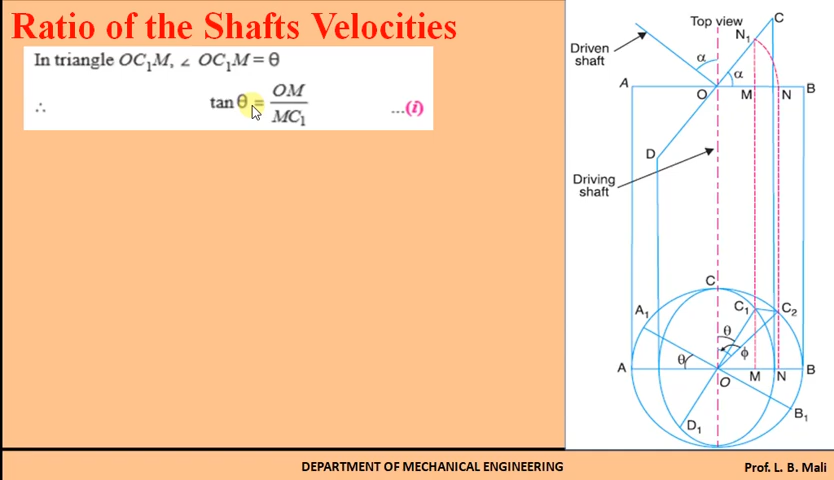 Ratio of the Shafts Velocities
In triangle OC₁M, ∠ OC₁M = θ
∴ tan θ = OM / MC₁ ...(i)
Top view
C
N₁
Driven
shaft
α
α
A
O
M
N
B
D
Driving
shaft
C
A₁
C₁
C₂
θ
θ
ϕ
A
O
M
N
B
B₁
D₁
DEPARTMENT OF MECHANICAL ENGINEERING
Prof. L. B. Mali